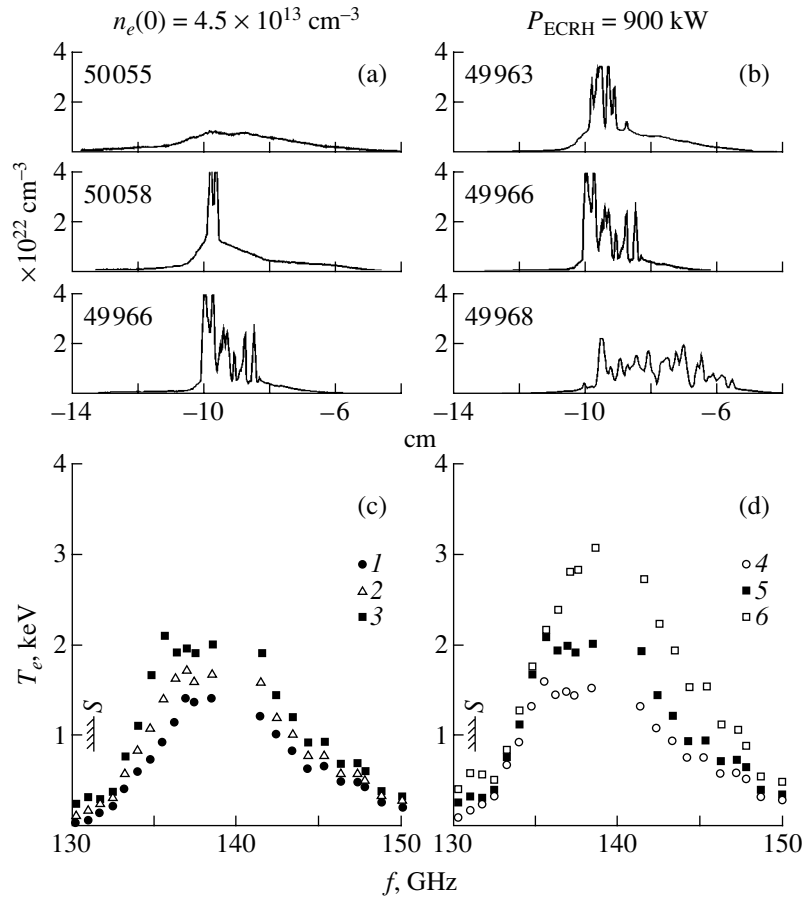 n_e(0) = 4.5 × 10^13 cm^–3 P_ECRH = 900 kW
4 50055 (a) 4 49963 (b)
2 2
4 50058 4 49966
2 2
×10^22 cm^–3
4 49966 4 49968
2 2
–14 –10 –6 –14 –10 –6
cm
4 (c) 4 (d)
3 3
1 4
2 5
3 6
2 2
T_e, keV
S S
1 1
130 140 150 130 140 150
f, GHz